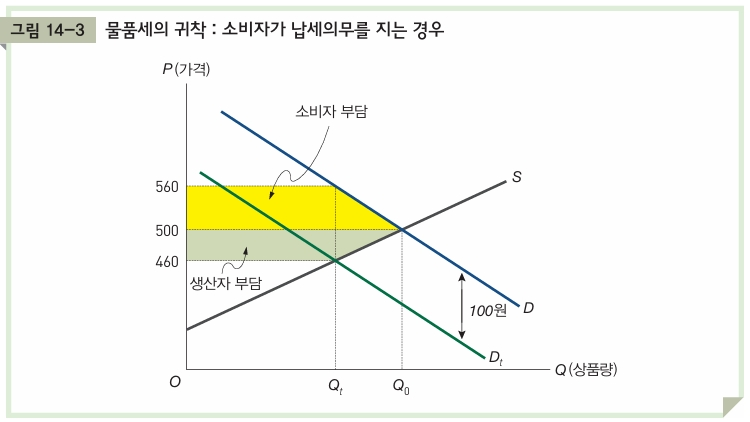 그림 14-3 물품세의 귀착 : 소비자가 납세의무를 지는 경우
P(가격)
소비자 부담
S
560
500
460
생산자 부담
100원
D
Dt
O
Qt
Q0
Q(상품량)